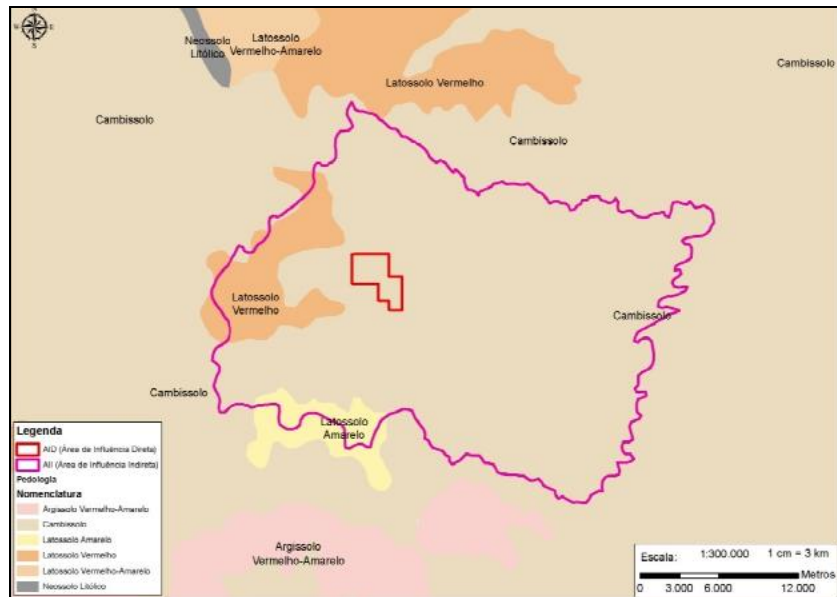 N
E
S
Neossolo
Litólico
Latossolo
Vermelho-Amarelo
Latossolo Vermelho
Cambissolo
Cambissolo
Cambissolo
Latossolo
Vermelho
Cambissolo
Cambissolo
Latossolo
Amarelo
Argissolo
Vermelho-Amarelo
Legenda
AID (Área de Influência Direta)
AII (Área de Influência Indireta)
Pedologia
Nomenclatura
Argissolo Vermelho-Amarelo
Cambissolo
Latossolo Amarelo
Latossolo Vermelho
Latossolo Vermelho-Amarelo
Neossolo Litólico
Escala: 1:300.000 1 cm = 3 km
Metros
0 3.000 6.000 12.000